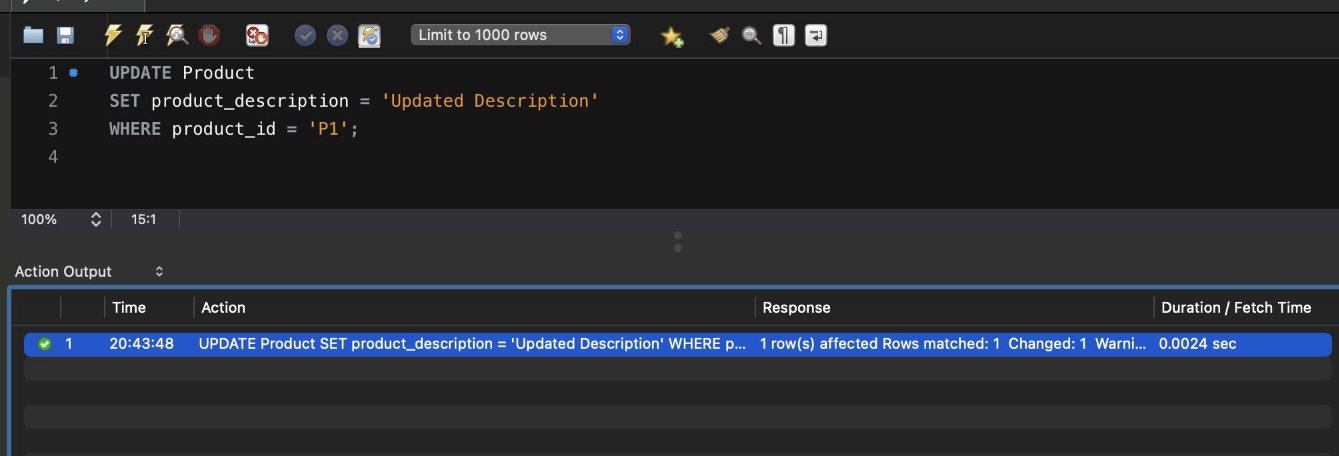 Limit to 1000 rows
1 UPDATE Product
2 SET product_description = 'Updated Description'
3 WHERE product_id = 'P1';
4
100% 15:1
Action Output
Time Action Response Duration / Fetch Time
1 20:43:48 UPDATE Product SET product_description = 'Updated Description' WHERE p... 1 row(s) affected Rows matched: 1 Changed: 1 Warni... 0.0024 sec